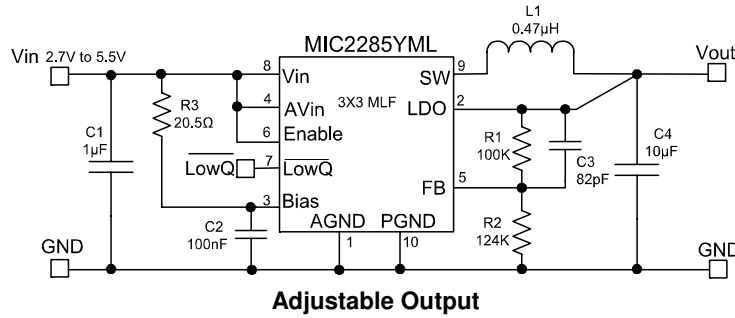 L1
0.47µH
MIC2285YML
Vin 2.7V to 5.5V
Vout
8 Vin
SW 9
3X3 MLF
4 AVin
LDO 2
R3
20.5Ω
6 Enable
C1
1µF
R1
100K
C3
82pF
C4
10µF
LowQ
7 LowQ
FB 5
3 Bias
C2
100nF
AGND PGND
R2
124K
1 10
GND
GND
Adjustable Output